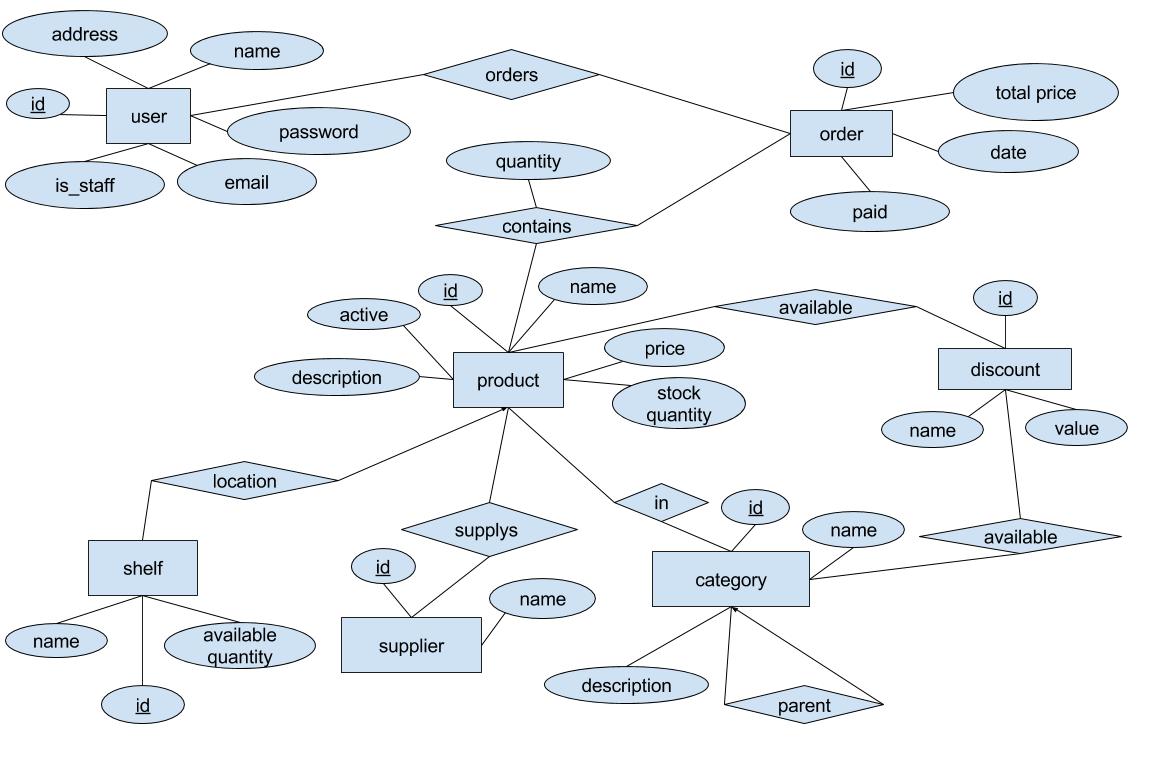 address
name
orders
id
total price
id
user
password
order
date
quantity
is_staff
email
paid
contains
id
name
active
available
id
price
description
product
discount
stock
quantity
name
value
location
in
id
supplys
name
available
shelf
id
category
name
name
available
quantity
supplier
description
id
parent